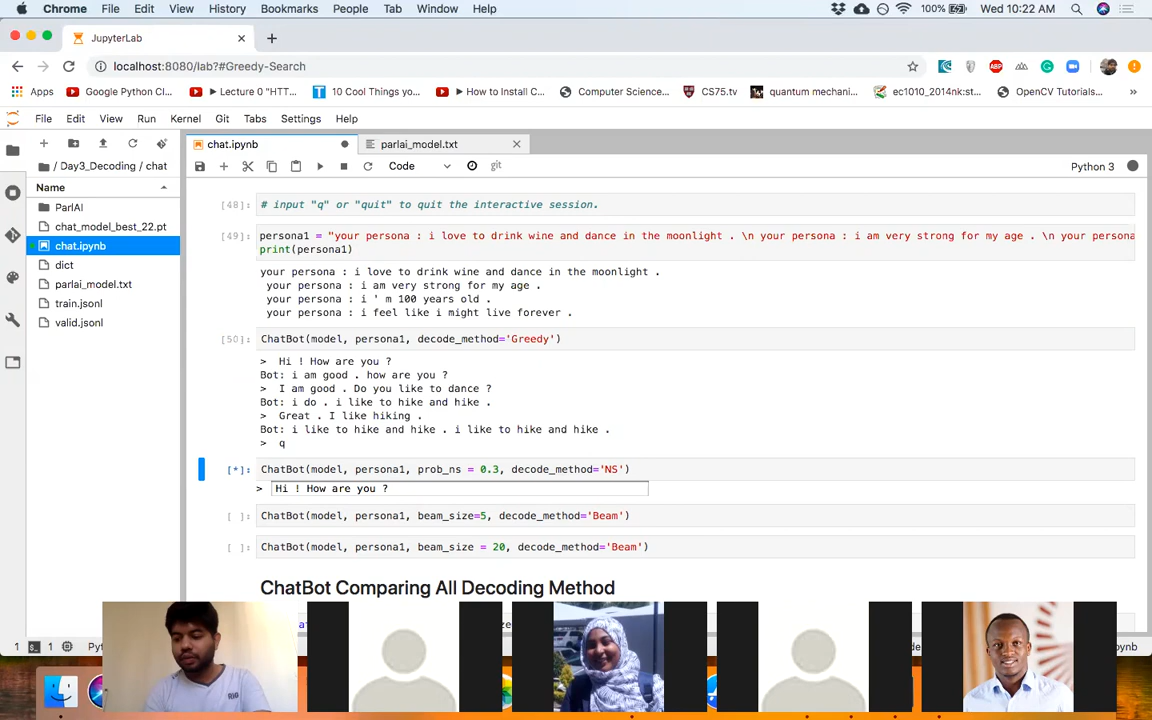 Chrome File Edit View History Bookmarks People Tab Window Help 100% Wed 10:22 AM
JupyterLab
localhost:8080/lab?#Greedy-Search
Apps Google Python Cl... Lecture 0 "HTT... 10 Cool things yo... How to Install C... Computer Science... CS75.tv quantum mechani... ec1010_2014nk:st... OpenCV Tutorials... »
File Edit View Run Kernel Git Tabs Settings Help
chat.ipynb parlai_model.txt
/ Day3_Decoding / chat
Code git Python 3
Name
ParlAI
chat_model_best_22.pt
chat.ipynb
dict
parlai_model.txt
train.jsonl
valid.jsonl
[48]: # input "q" or "quit" to quit the interactive session.
[49]: persona1 = "your persona : i love to drink wine and dance in the moonlight . \n your persona : i am very strong for my age . \n your persona
print(persona1)
your persona : i love to drink wine and dance in the moonlight .
your persona : i am very strong for my age .
your persona : i ' m 100 years old .
your persona : i feel like i might live forever .
[50]: ChatBot(model, persona1, decode_method='Greedy')
> Hi ! How are you ?
Bot: i am good . how are you ?
> I am good . Do you like to dance ?
Bot: i do . i like to hike and hike .
> Great . I like hiking .
Bot: i like to hike and hike . i like to hike and hike .
> q
[*]: ChatBot(model, persona1, prob_ns = 0.3, decode_method='NS')
> Hi ! How are you ?
[ ]: ChatBot(model, persona1, beam_size=5, decode_method='Beam')
[ ]: ChatBot(model, persona1, beam_size = 20, decode_method='Beam')
ChatBot Comparing All Decoding Method
1 1